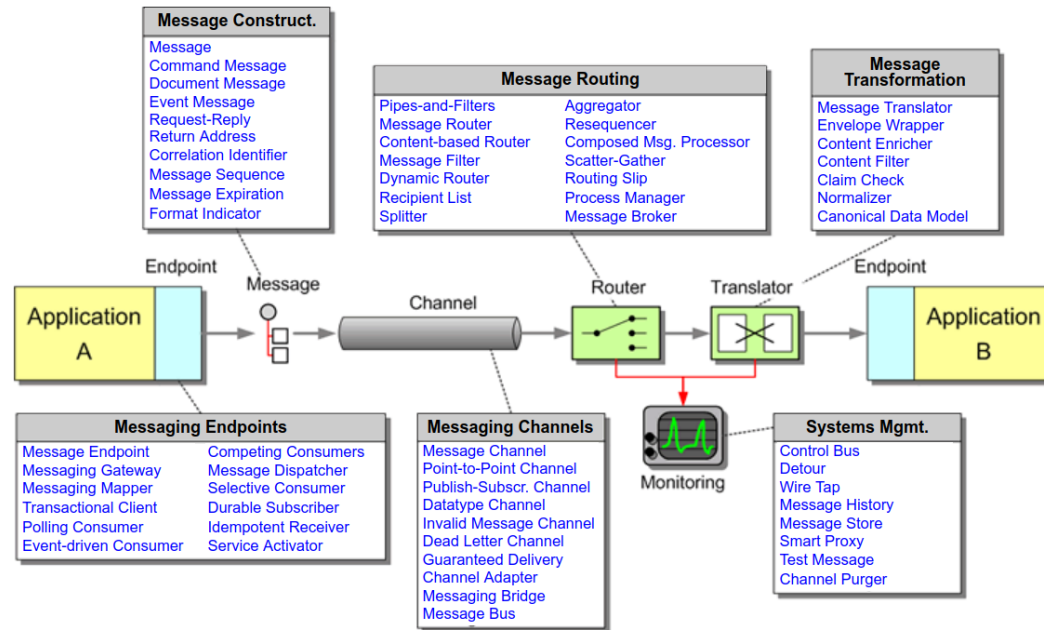 Message Construct.
Message
Command Message
Document Message
Event Message
Request-Reply
Return Address
Correlation Identifier
Message Sequence
Message Expiration
Format Indicator
Message Routing
Pipes-and-Filters
Message Router
Content-based Router
Message Filter
Dynamic Router
Recipient List
Splitter
Aggregator
Resequencer
Composed Msg. Processor
Scatter-Gather
Routing Slip
Process Manager
Message Broker
Message
Transformation
Message Translator
Envelope Wrapper
Content Enricher
Content Filter
Claim Check
Normalizer
Canonical Data Model
Endpoint
Message
Channel
Router
Translator
Endpoint
Application
A
Application
B
Messaging Endpoints
Message Endpoint
Messaging Gateway
Messaging Mapper
Transactional Client
Polling Consumer
Event-driven Consumer
Competing Consumers
Message Dispatcher
Selective Consumer
Durable Subscriber
Idempotent Receiver
Service Activator
Messaging Channels
Message Channel
Point-to-Point Channel
Publish-Subscr. Channel
Datatype Channel
Invalid Message Channel
Dead Letter Channel
Guaranteed Delivery
Channel Adapter
Messaging Bridge
Message Bus
Monitoring
Systems Mgmt.
Control Bus
Detour
Wire Tap
Message History
Message Store
Smart Proxy
Test Message
Channel Purger